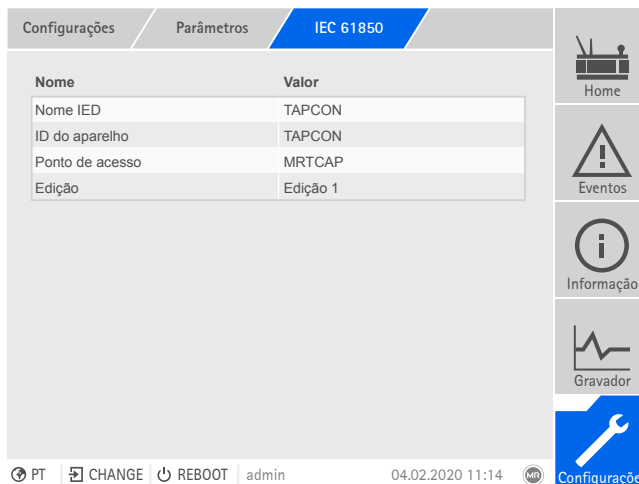 Configurações Parâmetros IEC 61850
Nome Valor
Nome IED TAPCON
ID do aparelho TAPCON
Ponto de acesso MRTCAP
Edição Edição 1
Home
Eventos
Informação
Gravador
Configuraçõe
PT CHANGE REBOOT admin 04.02.2020 11:14 MR